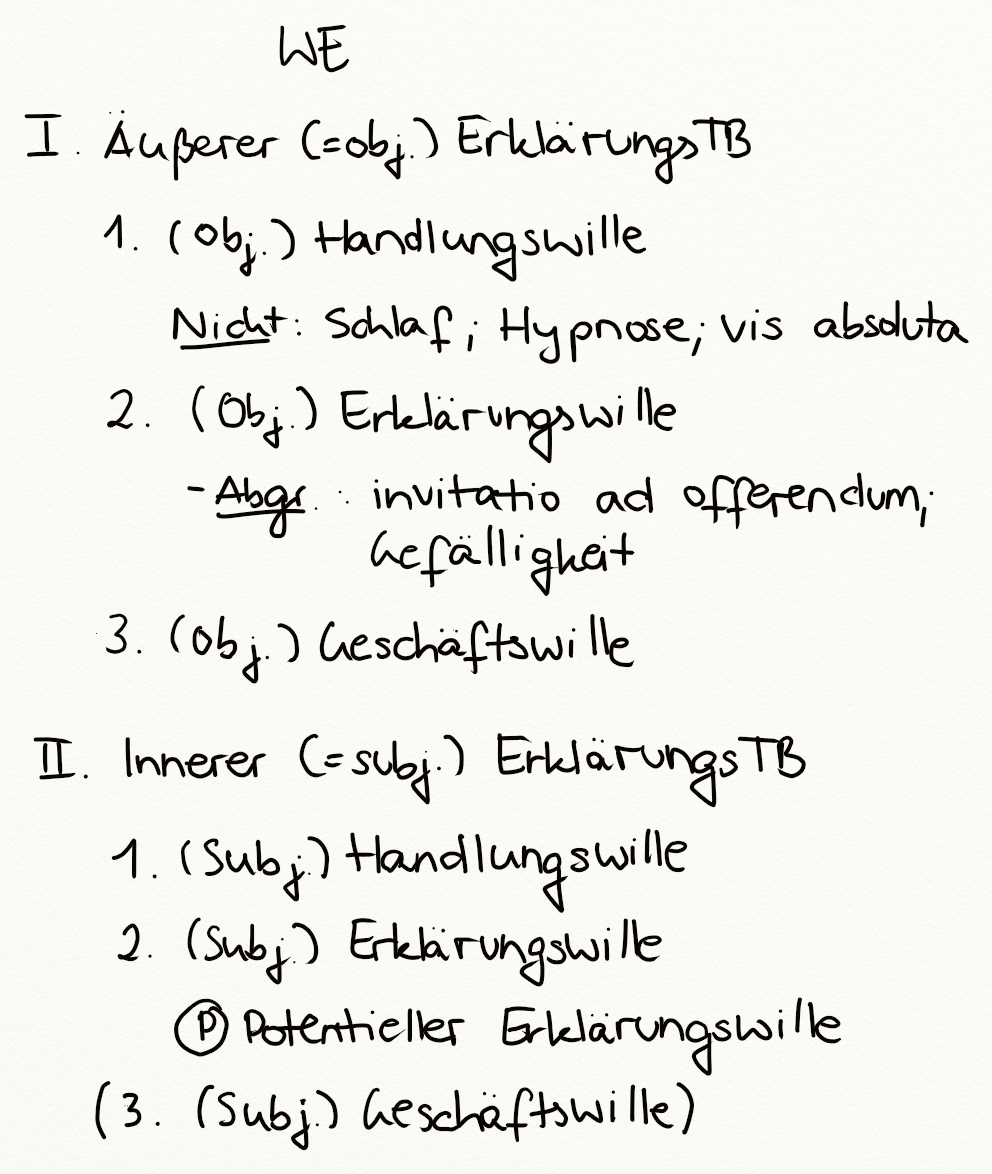 WE
I. Äußerer (=obj.) ErklärungsTB
1. (Obj.) Handlungswille
Nicht: Schlaf; Hypnose; vis absoluta
2. (Obj.) Erklärungswille
- Abgr.: invitatio ad offerendum;
Gefälligkeit
3. (Obj.) Geschäftswille
II. Innerer (=subj.) ErklärungsTB
1. (Subj.) Handlungswille
2. (Subj.) Erklärungswille
Ⓟ Potentieller Erklärungswille
(3. (Subj.) Geschäftswille)